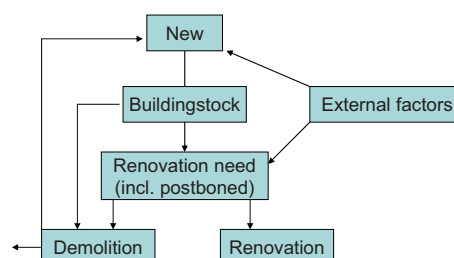 New
Buildingstock
External factors
Renovation need
(incl. postboned)
Demolition
Renovation